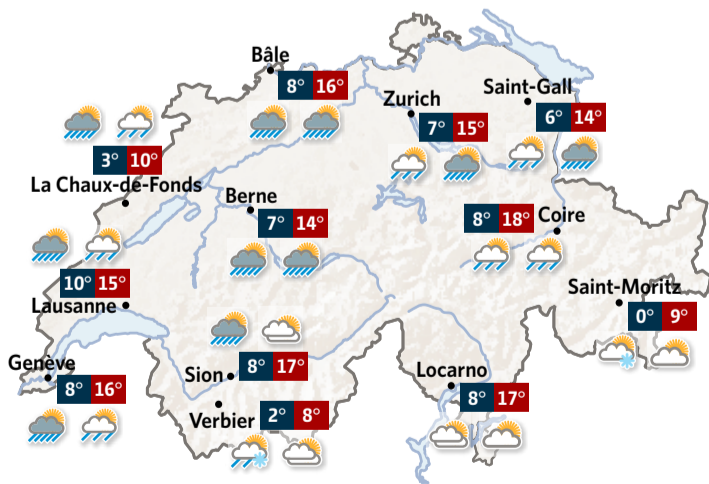 Bâle
8° 16°
Zurich
7° 15°
Saint-Gall
6° 14°
3° 10°
La Chaux-de-Fonds
Berne
7° 14°
8° 18°
Coire
10° 15°
Lausanne
Saint-Moritz
0° 9°
Genève
8° 16°
Sion
8° 17°
Verbier
2° 8°
Locarno
8° 17°